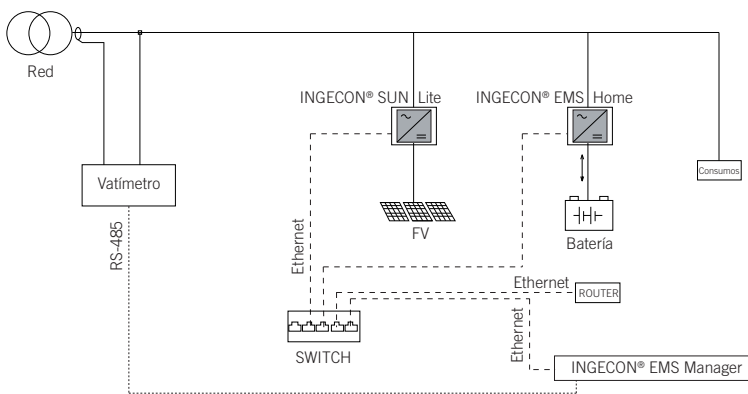 Red
INGECON® SUN Lite
INGECON® EMS Home
Vatímetro
Consumos
RS-485
Ethernet
FV
Batería
Ethernet
ROUTER
SWITCH
Ethernet
INGECON® EMS Manager